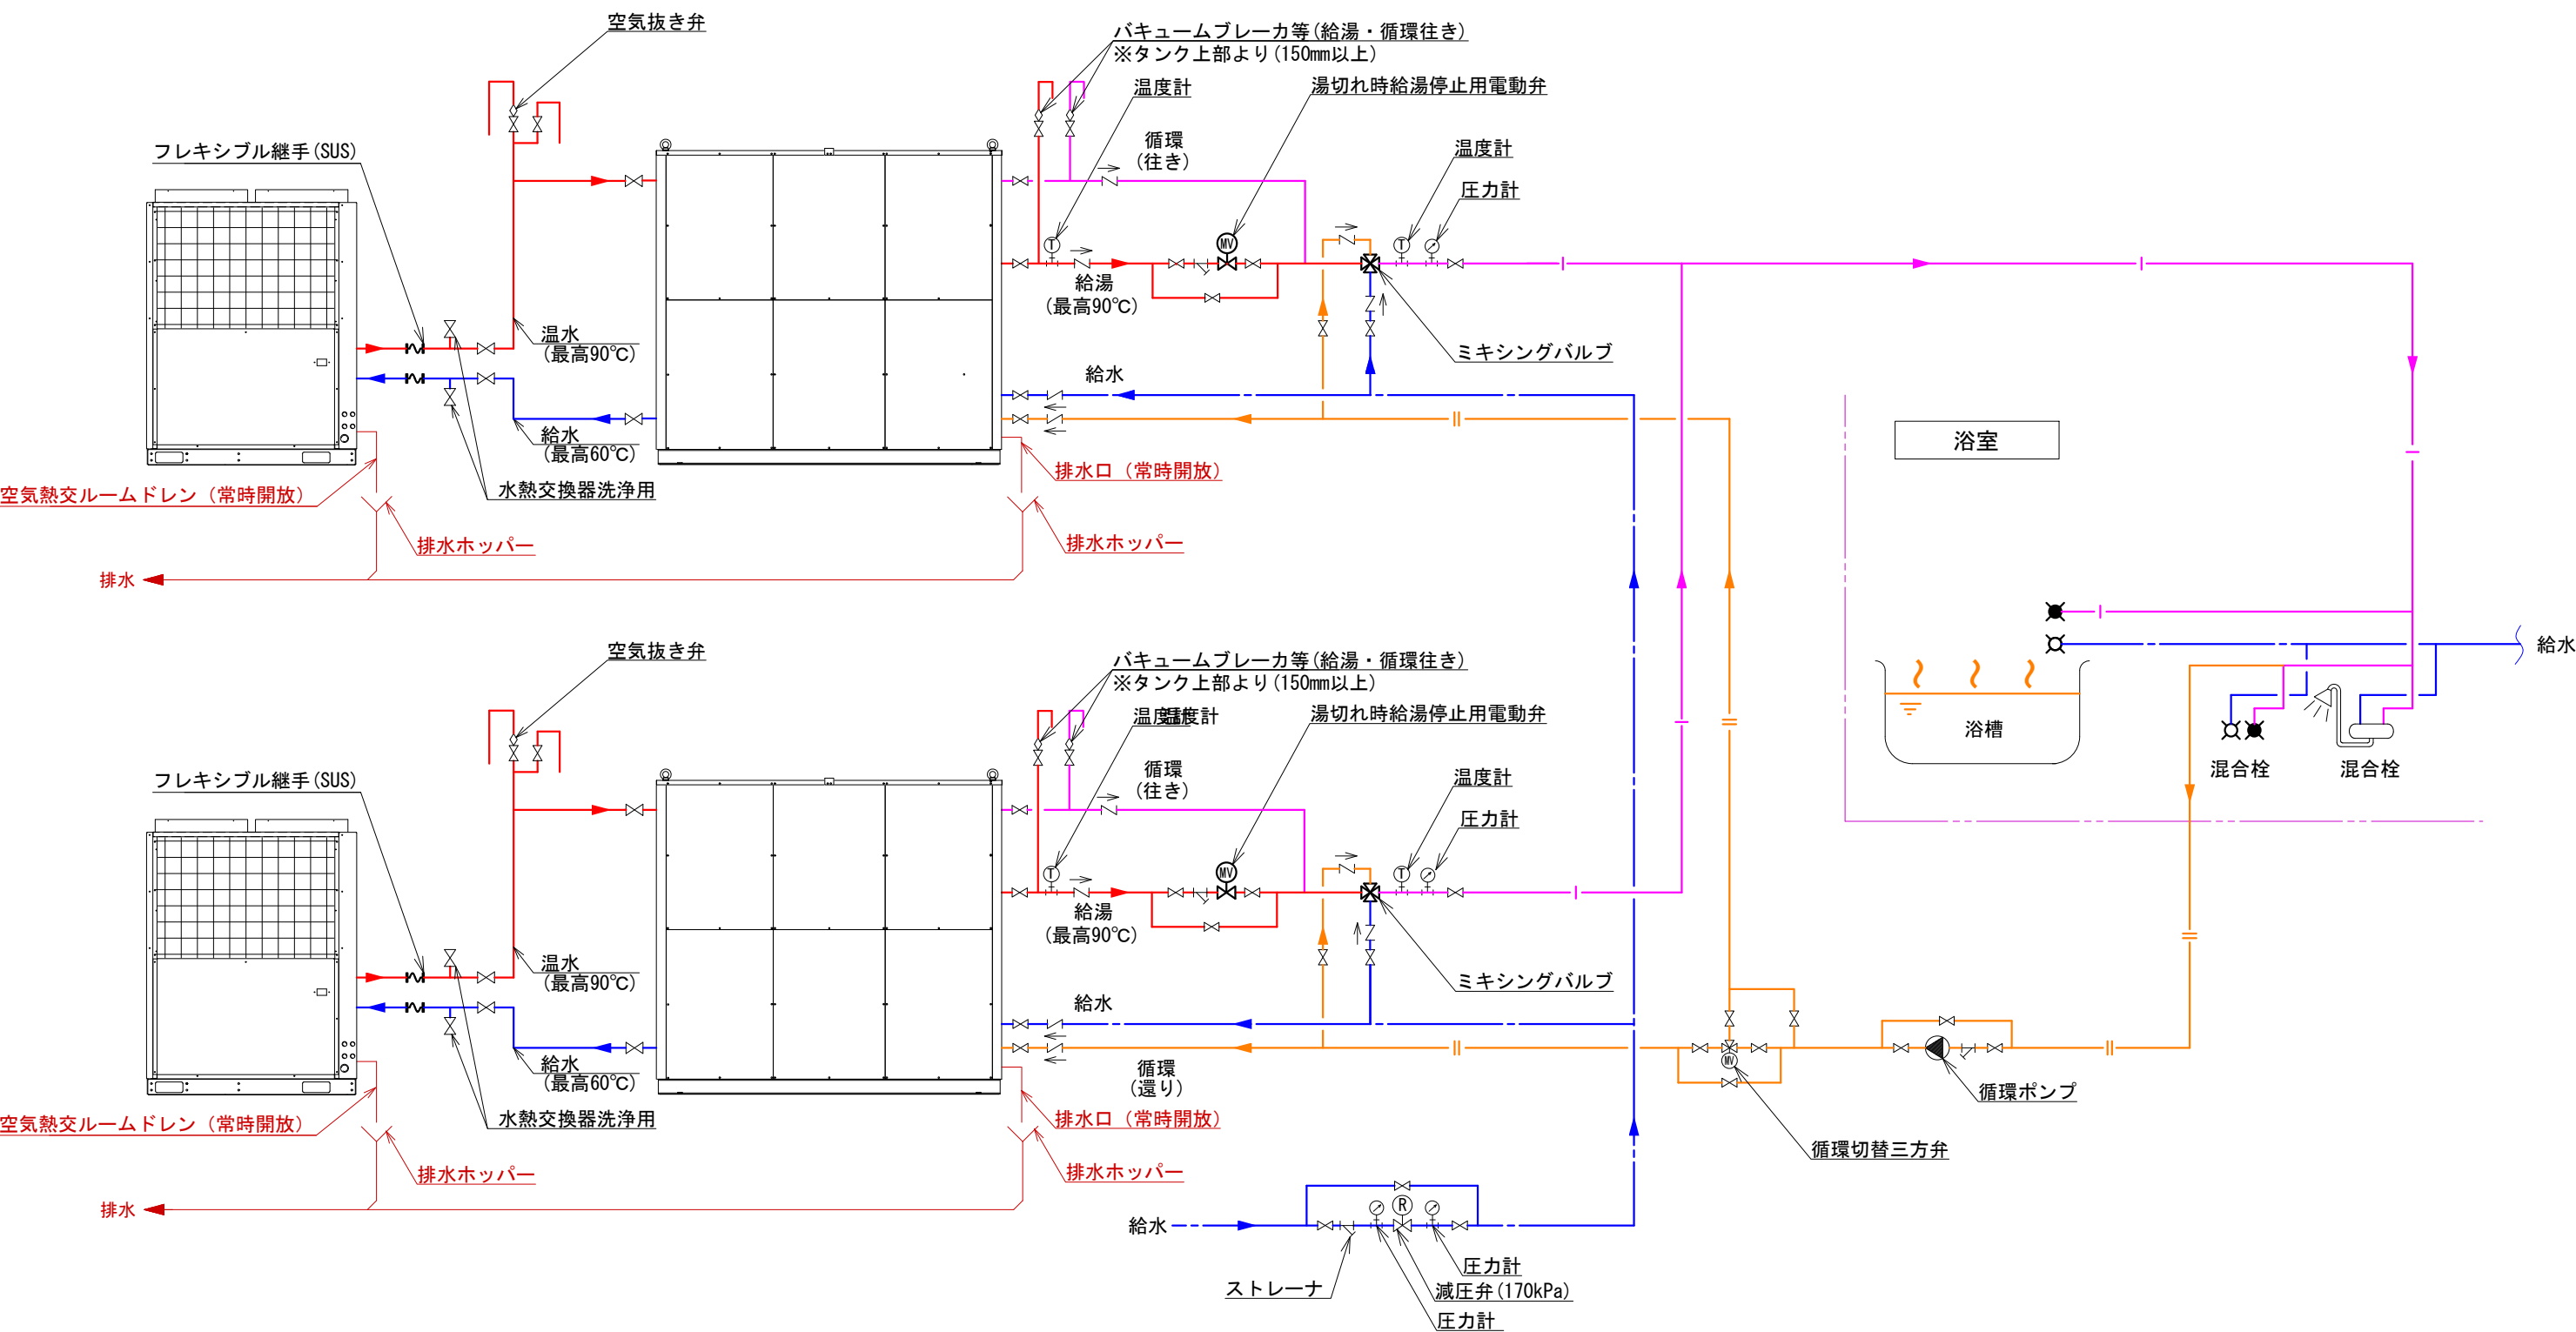 空気抜き弁
バキュームブレーカ等(給湯・循環往き)
※タンク上部より(150mm以上)
温度計
湯切れ時給湯停止用電動弁
フレキシブル継手(SUS)
循環
(往き)
温度計
圧力計
T
MV
T
給湯
(最高90℃)
温水
(最高90℃)
ミキシングバルブ
給水
給水
(最高60℃)
浴室
排水口(常時開放)
空気熱交ルームドレン(常時開放)
水熱交換器洗浄用
排水ホッパー
排水ホッパー
排水
給水
空気抜き弁
バキュームブレーカ等(給湯・循環往き)
※タンク上部より(150mm以上)
温度計
温度計
湯切れ時給湯停止用電動弁
浴槽
混合栓
混合栓
フレキシブル継手(SUS)
循環
(往き)
温度計
圧力計
T
MV
T
給湯
(最高90℃)
温水
(最高90℃)
ミキシングバルブ
給水
給水
(最高60℃)
循環
(還り)
MV
循環ポンプ
排水口(常時開放)
空気熱交ルームドレン(常時開放)
水熱交換器洗浄用
循環切替三方弁
排水ホッパー
排水ホッパー
排水
給水
R
圧力計
ストレーナ
減圧弁(170kPa)
圧力計